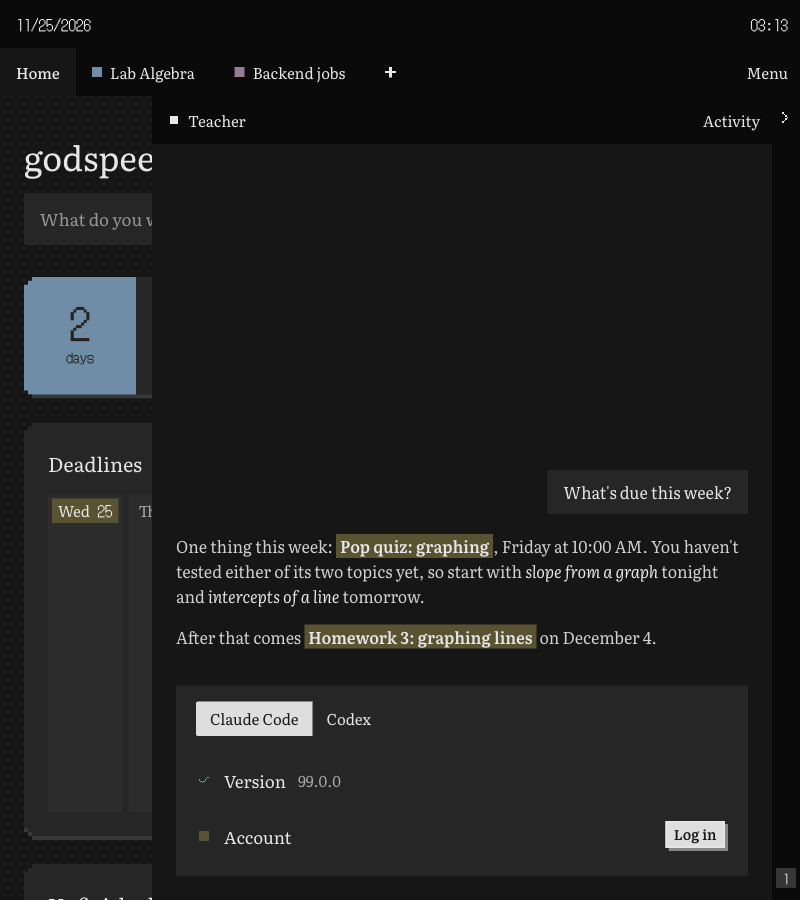 11/25/2026
03:13
Home
Lab Algebra
Backend jobs
+
Menu
Teacher
Activity
godspee
What do you w
2
days
Deadlines
Wed 25
Th
What's due this week?
One thing this week: Pop quiz: graphing, Friday at 10:00 AM. You haven't
tested either of its two topics yet, so start with slope from a graph tonight
and intercepts of a line tomorrow.
After that comes Homework 3: graphing lines on December 4.
Claude Code
Codex
Version 99.0.0
Account
Log in
1